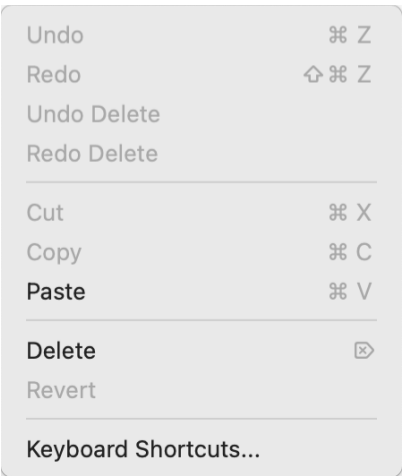 Undo ⌘ Z
Redo ⇧⌘ Z
Undo Delete
Redo Delete
Cut ⌘ X
Copy ⌘ C
Paste ⌘ V
Delete ⌦
Revert
Keyboard Shortcuts...